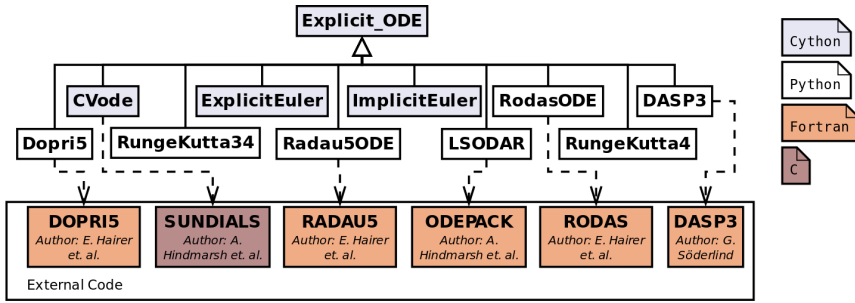 Explicit_ODE
Cython
CVode
ExplicitEuler
ImplicitEuler
RodasODE
DASP3
Python
Dopri5
RungeKutta34
Radau5ODE
LSODAR
RungeKutta4
Fortran
C
DOPRI5
Author: E. Hairer
et. al.
SUNDIALS
Author: A.
Hindmarsh et. al.
RADAU5
Author: E. Hairer
et. al.
ODEPACK
Author: A.
Hindmarsh et. al.
RODAS
Author: E. Hairer
et. al.
DASP3
Author: G.
Söderlind
External Code